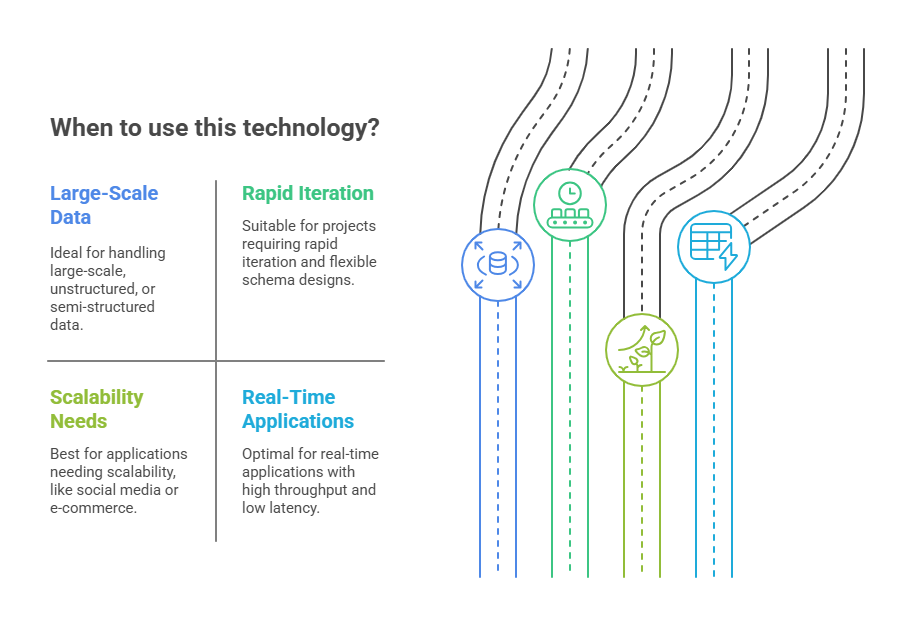 When to use this technology?
Large-Scale
Data
Ideal for handling
large-scale,
unstructured, or
semi-structured
data.
Rapid Iteration
Suitable for projects
requiring rapid
iteration and flexible
schema designs.
Scalability
Needs
Best for applications
needing scalability,
like social media or
e-commerce.
Real-Time
Applications
Optimal for real-time
applications with
high throughput and
low latency.